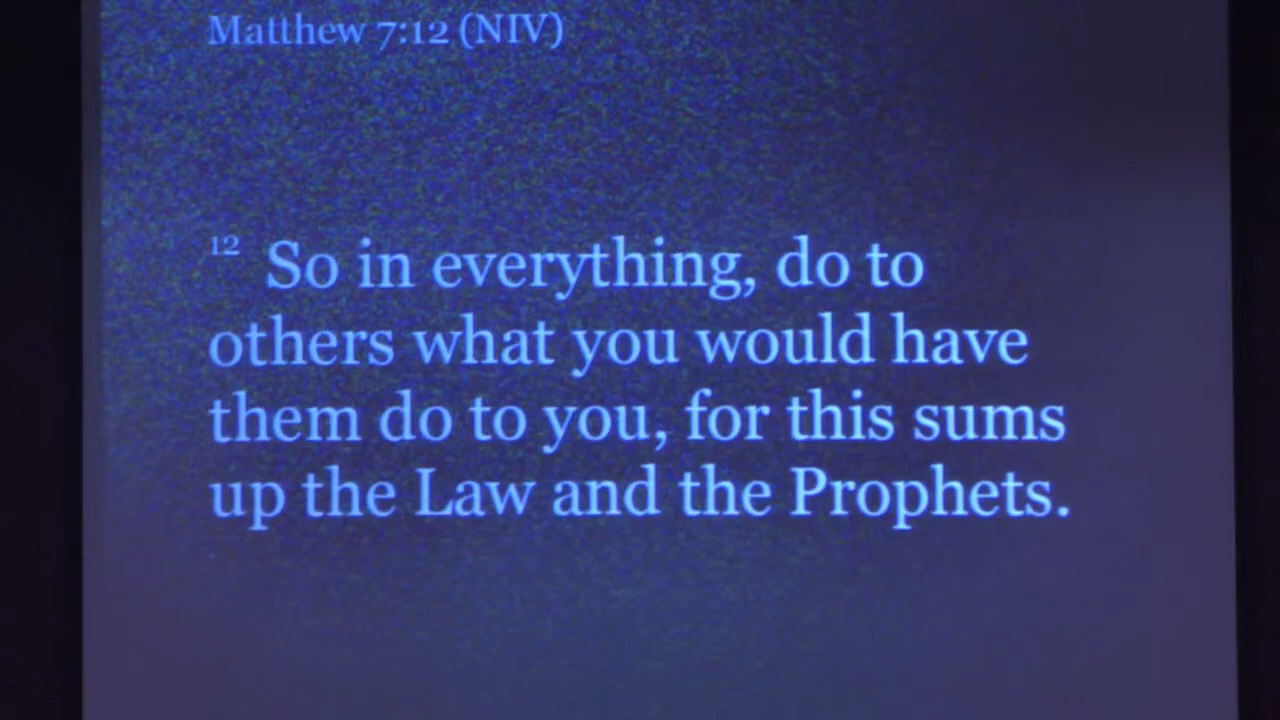 Matthew 7:12 (NIV)
12 So in everything, do to
others what you would have
them do to you, for this sums
up the Law and the Prophets.